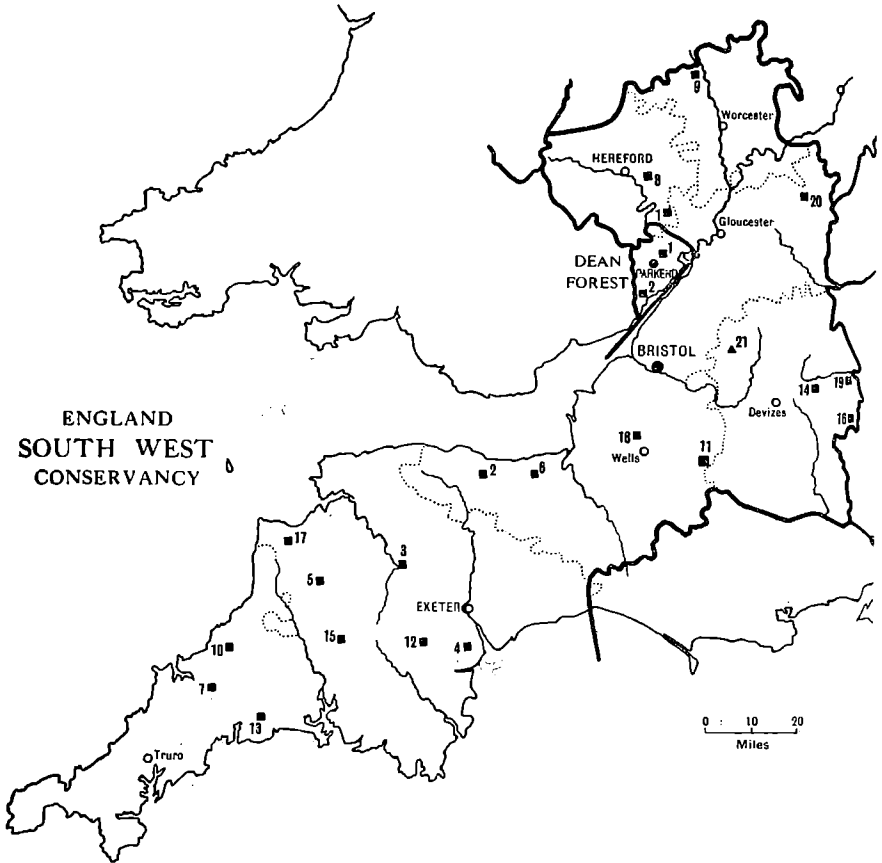 9
Worcester
HEREFORD
8
20
1
Gloucester
DEAN
FOREST
1
PARKEND
2
BRISTOL
21
14
19
Devizes
16
ENGLAND
SOUTH WEST
CONSERVANCY
18
Wells
11
2
6
17
3
5
EXETER
15
12
4
10
7
13
Truro
0 10 20
Miles